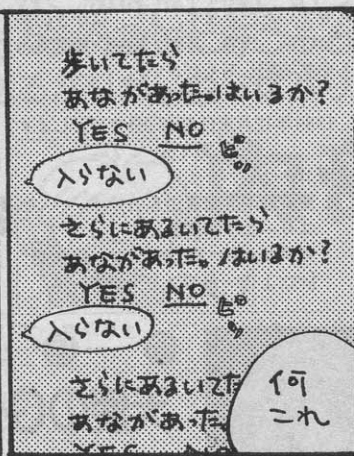 歩いてたら
あながあった。はいるか？
YES NO ピッ
入らない
さらにあるいてたら
あながあった。はいるか？
YES NO ピッ
入らない
さらにあるいてた
あながあった。
YES NO
何
これ